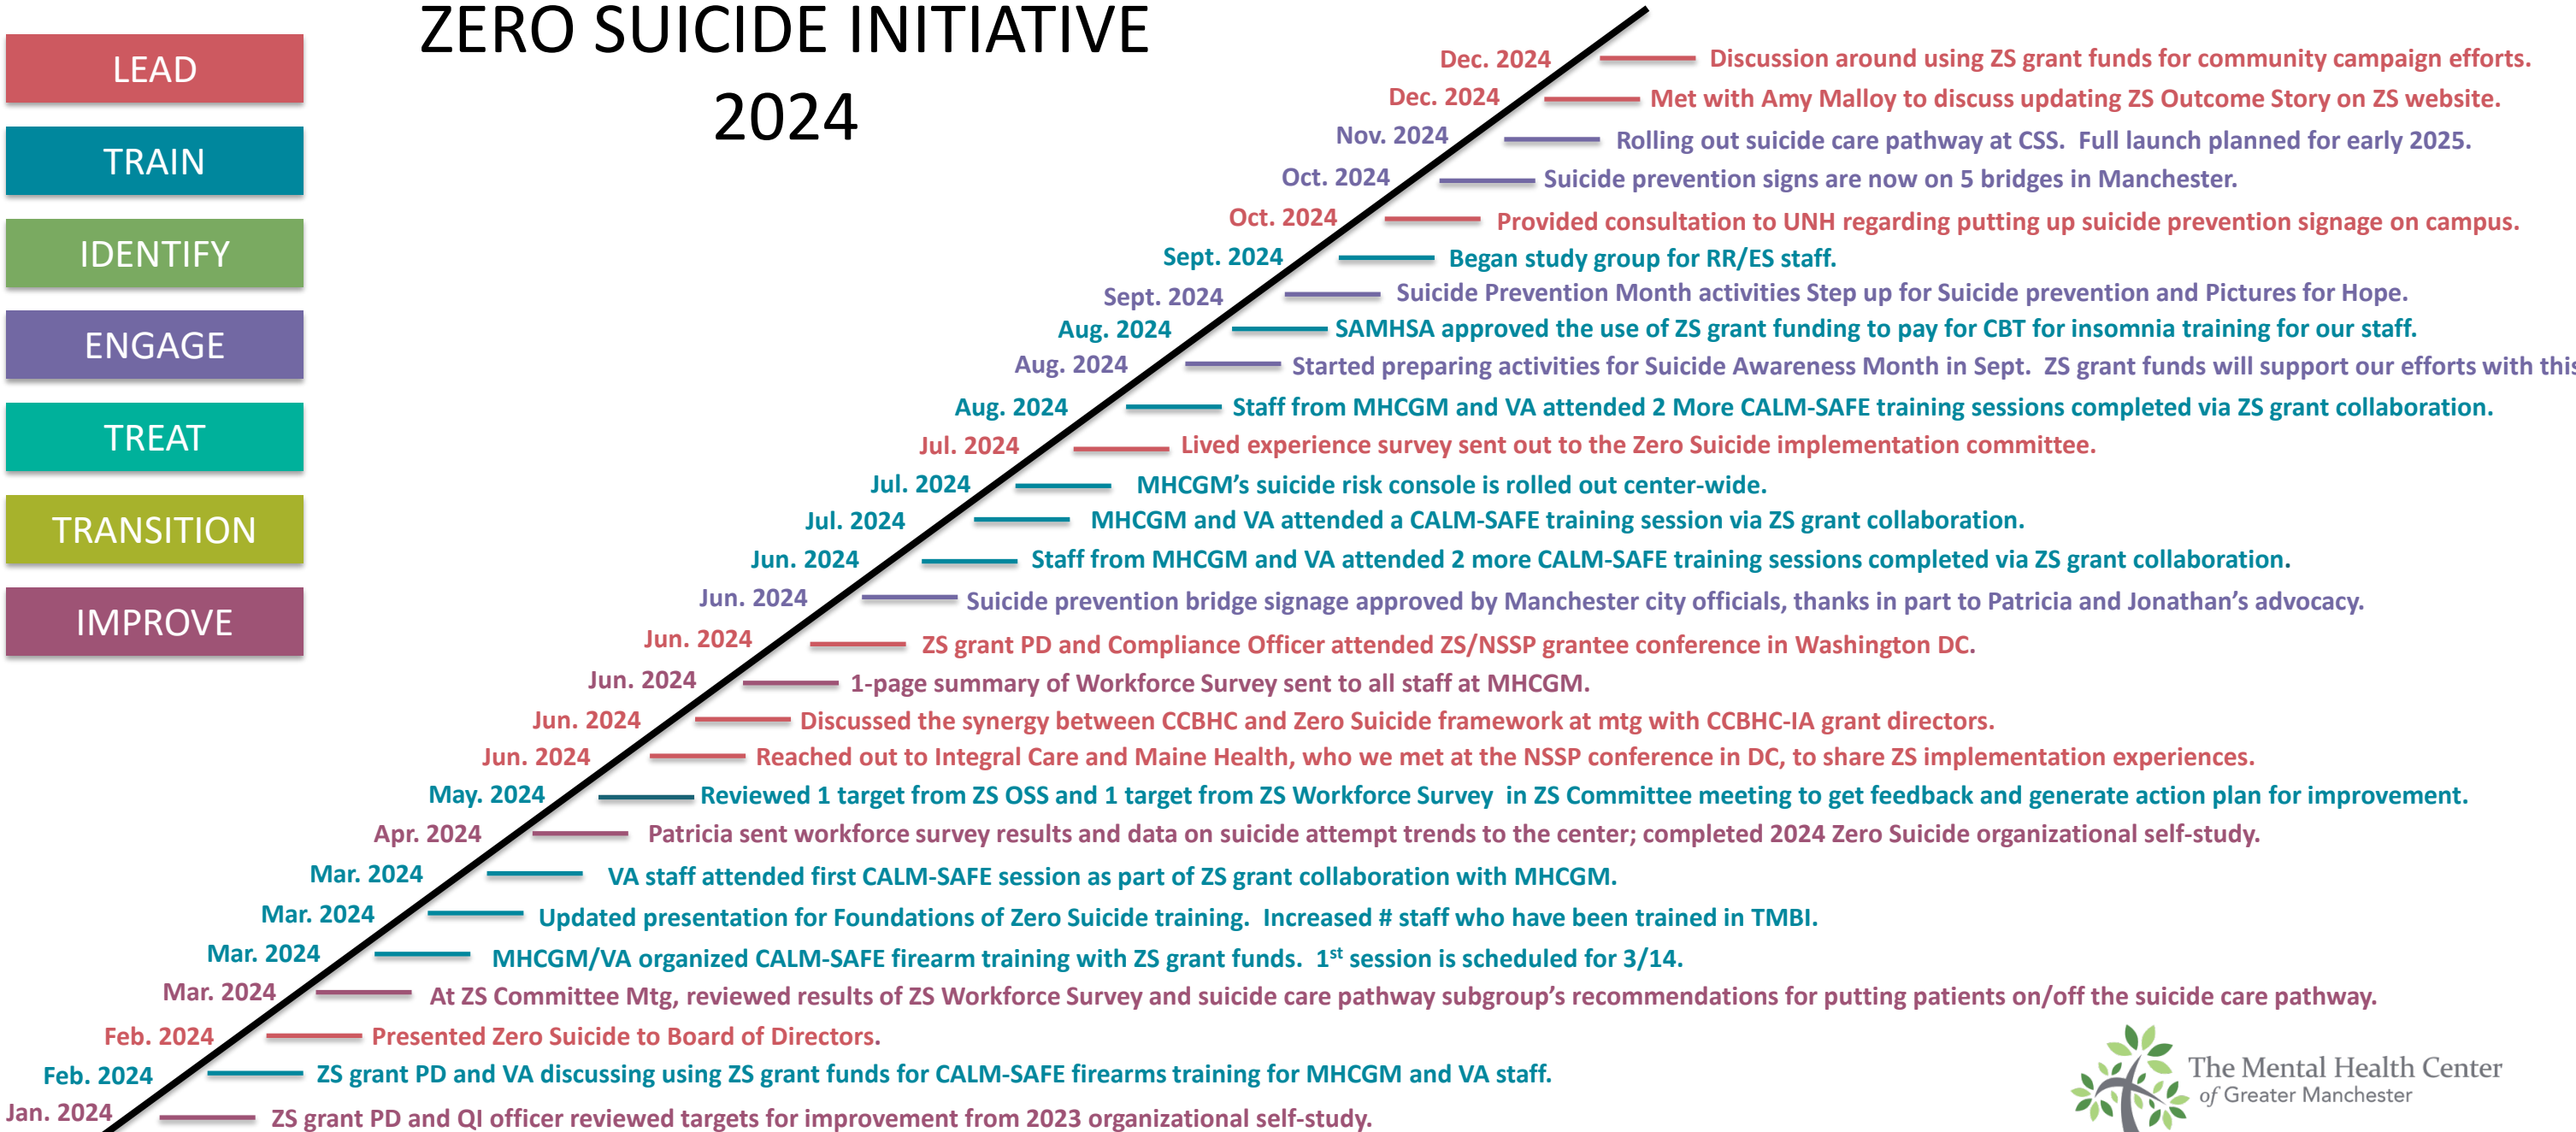 ZERO SUICIDE INITIATIVE
2024
LEAD
TRAIN
IDENTIFY
ENGAGE
TREAT
TRANSITION
IMPROVE
Dec. 2024 Discussion around using ZS grant funds for community campaign efforts.
Dec. 2024 Met with Amy Malloy to discuss updating ZS Outcome Story on ZS website.
Nov. 2024 Rolling out suicide care pathway at CSS. Full launch planned for early 2025.
Oct. 2024 Suicide prevention signs are now on 5 bridges in Manchester.
Oct. 2024 Provided consultation to UNH regarding putting up suicide prevention signage on campus.
Sept. 2024 Began study group for RR/ES staff.
Sept. 2024 Suicide Prevention Month activities Step up for Suicide prevention and Pictures for Hope.
Aug. 2024 SAMHSA approved the use of ZS grant funding to pay for CBT for insomnia training for our staff.
Aug. 2024 Started preparing activities for Suicide Awareness Month in Sept. ZS grant funds will support our efforts with this
Aug. 2024 Staff from MHCGM and VA attended 2 More CALM-SAFE training sessions completed via ZS grant collaboration.
Jul. 2024 Lived experience survey sent out to the Zero Suicide implementation committee.
Jul. 2024 MHCGM's suicide risk console is rolled out center-wide.
Jul. 2024 MHCGM and VA attended a CALM-SAFE training session via ZS grant collaboration.
Jun. 2024 Staff from MHCGM and VA attended 2 more CALM-SAFE training sessions completed via ZS grant collaboration.
Jun. 2024 Suicide prevention bridge signage approved by Manchester city officials, thanks in part to Patricia and Jonathan's advocacy.
Jun. 2024 ZS grant PD and Compliance Officer attended ZS/NSSP grantee conference in Washington DC.
Jun. 2024 1-page summary of Workforce Survey sent to all staff at MHCGM.
Jun. 2024 Discussed the synergy between CCBHC and Zero Suicide framework at mtg with CCBHC-IA grant directors.
Jun. 2024 Reached out to Integral Care and Maine Health, who we met at the NSSP conference in DC, to share ZS implementation experiences.
May. 2024 Reviewed 1 target from ZS OSS and 1 target from ZS Workforce Survey in ZS Committee meeting to get feedback and generate action plan for improvement.
Apr. 2024 Patricia sent workforce survey results and data on suicide attempt trends to the center; completed 2024 Zero Suicide organizational self-study.
Mar. 2024 VA staff attended first CALM-SAFE session as part of ZS grant collaboration with MHCGM.
Mar. 2024 Updated presentation for Foundations of Zero Suicide training. Increased # staff who have been trained in TMBI.
Mar. 2024 MHCGM/VA organized CALM-SAFE firearm training with ZS grant funds. 1st session is scheduled for 3/14.
Mar. 2024 At ZS Committee Mtg, reviewed results of ZS Workforce Survey and suicide care pathway subgroup's recommendations for putting patients on/off the suicide care pathway.
Feb. 2024 Presented Zero Suicide to Board of Directors.
Feb. 2024 ZS grant PD and VA discussing using ZS grant funds for CALM-SAFE firearms training for MHCGM and VA staff.
Jan. 2024 ZS grant PD and QI officer reviewed targets for improvement from 2023 organizational self-study.
The Mental Health Center
of Greater Manchester